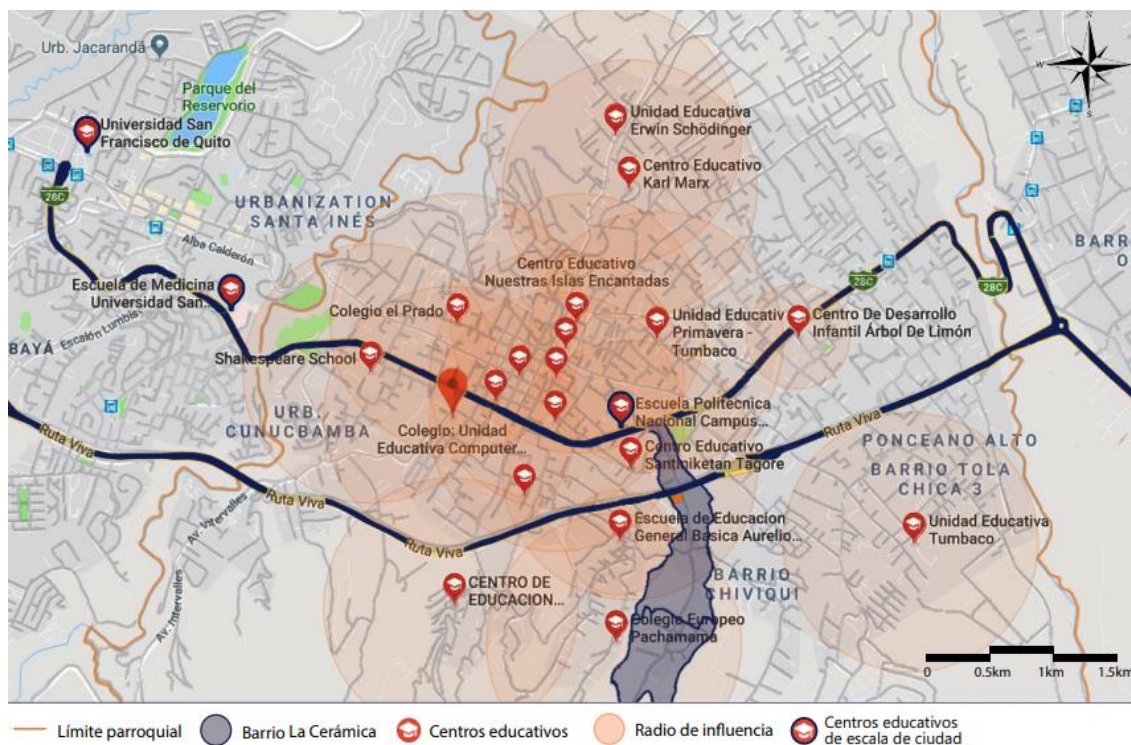 Urb. Jacarandá
Parque del
Reservorio
Universidad San
Francisco de Quito
28C
URBANIZATION
SANTA INÉS
Alba Calderón
Escuela de Medicina
Universidad San...
Escalón Lumbis
BAYÁ
Unidad Educativa
Erwin Schödinger
Centro Educativo
Karl Marx
Centro Educativo
Nuestras Islas Encantadas
Colegio el Prado
Unidad Educativ
Primavera -
Tumbaco
28C
28C
BARR
O
Centro De Desarrollo
Infantil Árbol De Limón
Shakespeare School
URB.
CUNUCBAMBA
Colegio: Unidad
Educativa Computer...
Escuela Politecnica
Nacional Campus...
Centro Educativo
Santiniketan Tagore
Ruta Viva
Ruta Viva
Ruta Viva
Ruta Viva
PONCEANO ALTO
BARRIO TOLA
CHICA 3
Unidad Educativa
Tumbaco
Av. Intervalles
Av. Intervalles
Escuela de Educacion
General Basica Aurelio...
CENTRO DE
EDUCACION...
BARRIO
CHIVIQUI
Colegio Europeo
Pachamama
N
W
S
0 0.5km 1km 1.5km
Límite parroquial
Barrio La Cerámica
Centros educativos
Radio de influencia
Centros educativos
de escala de ciudad